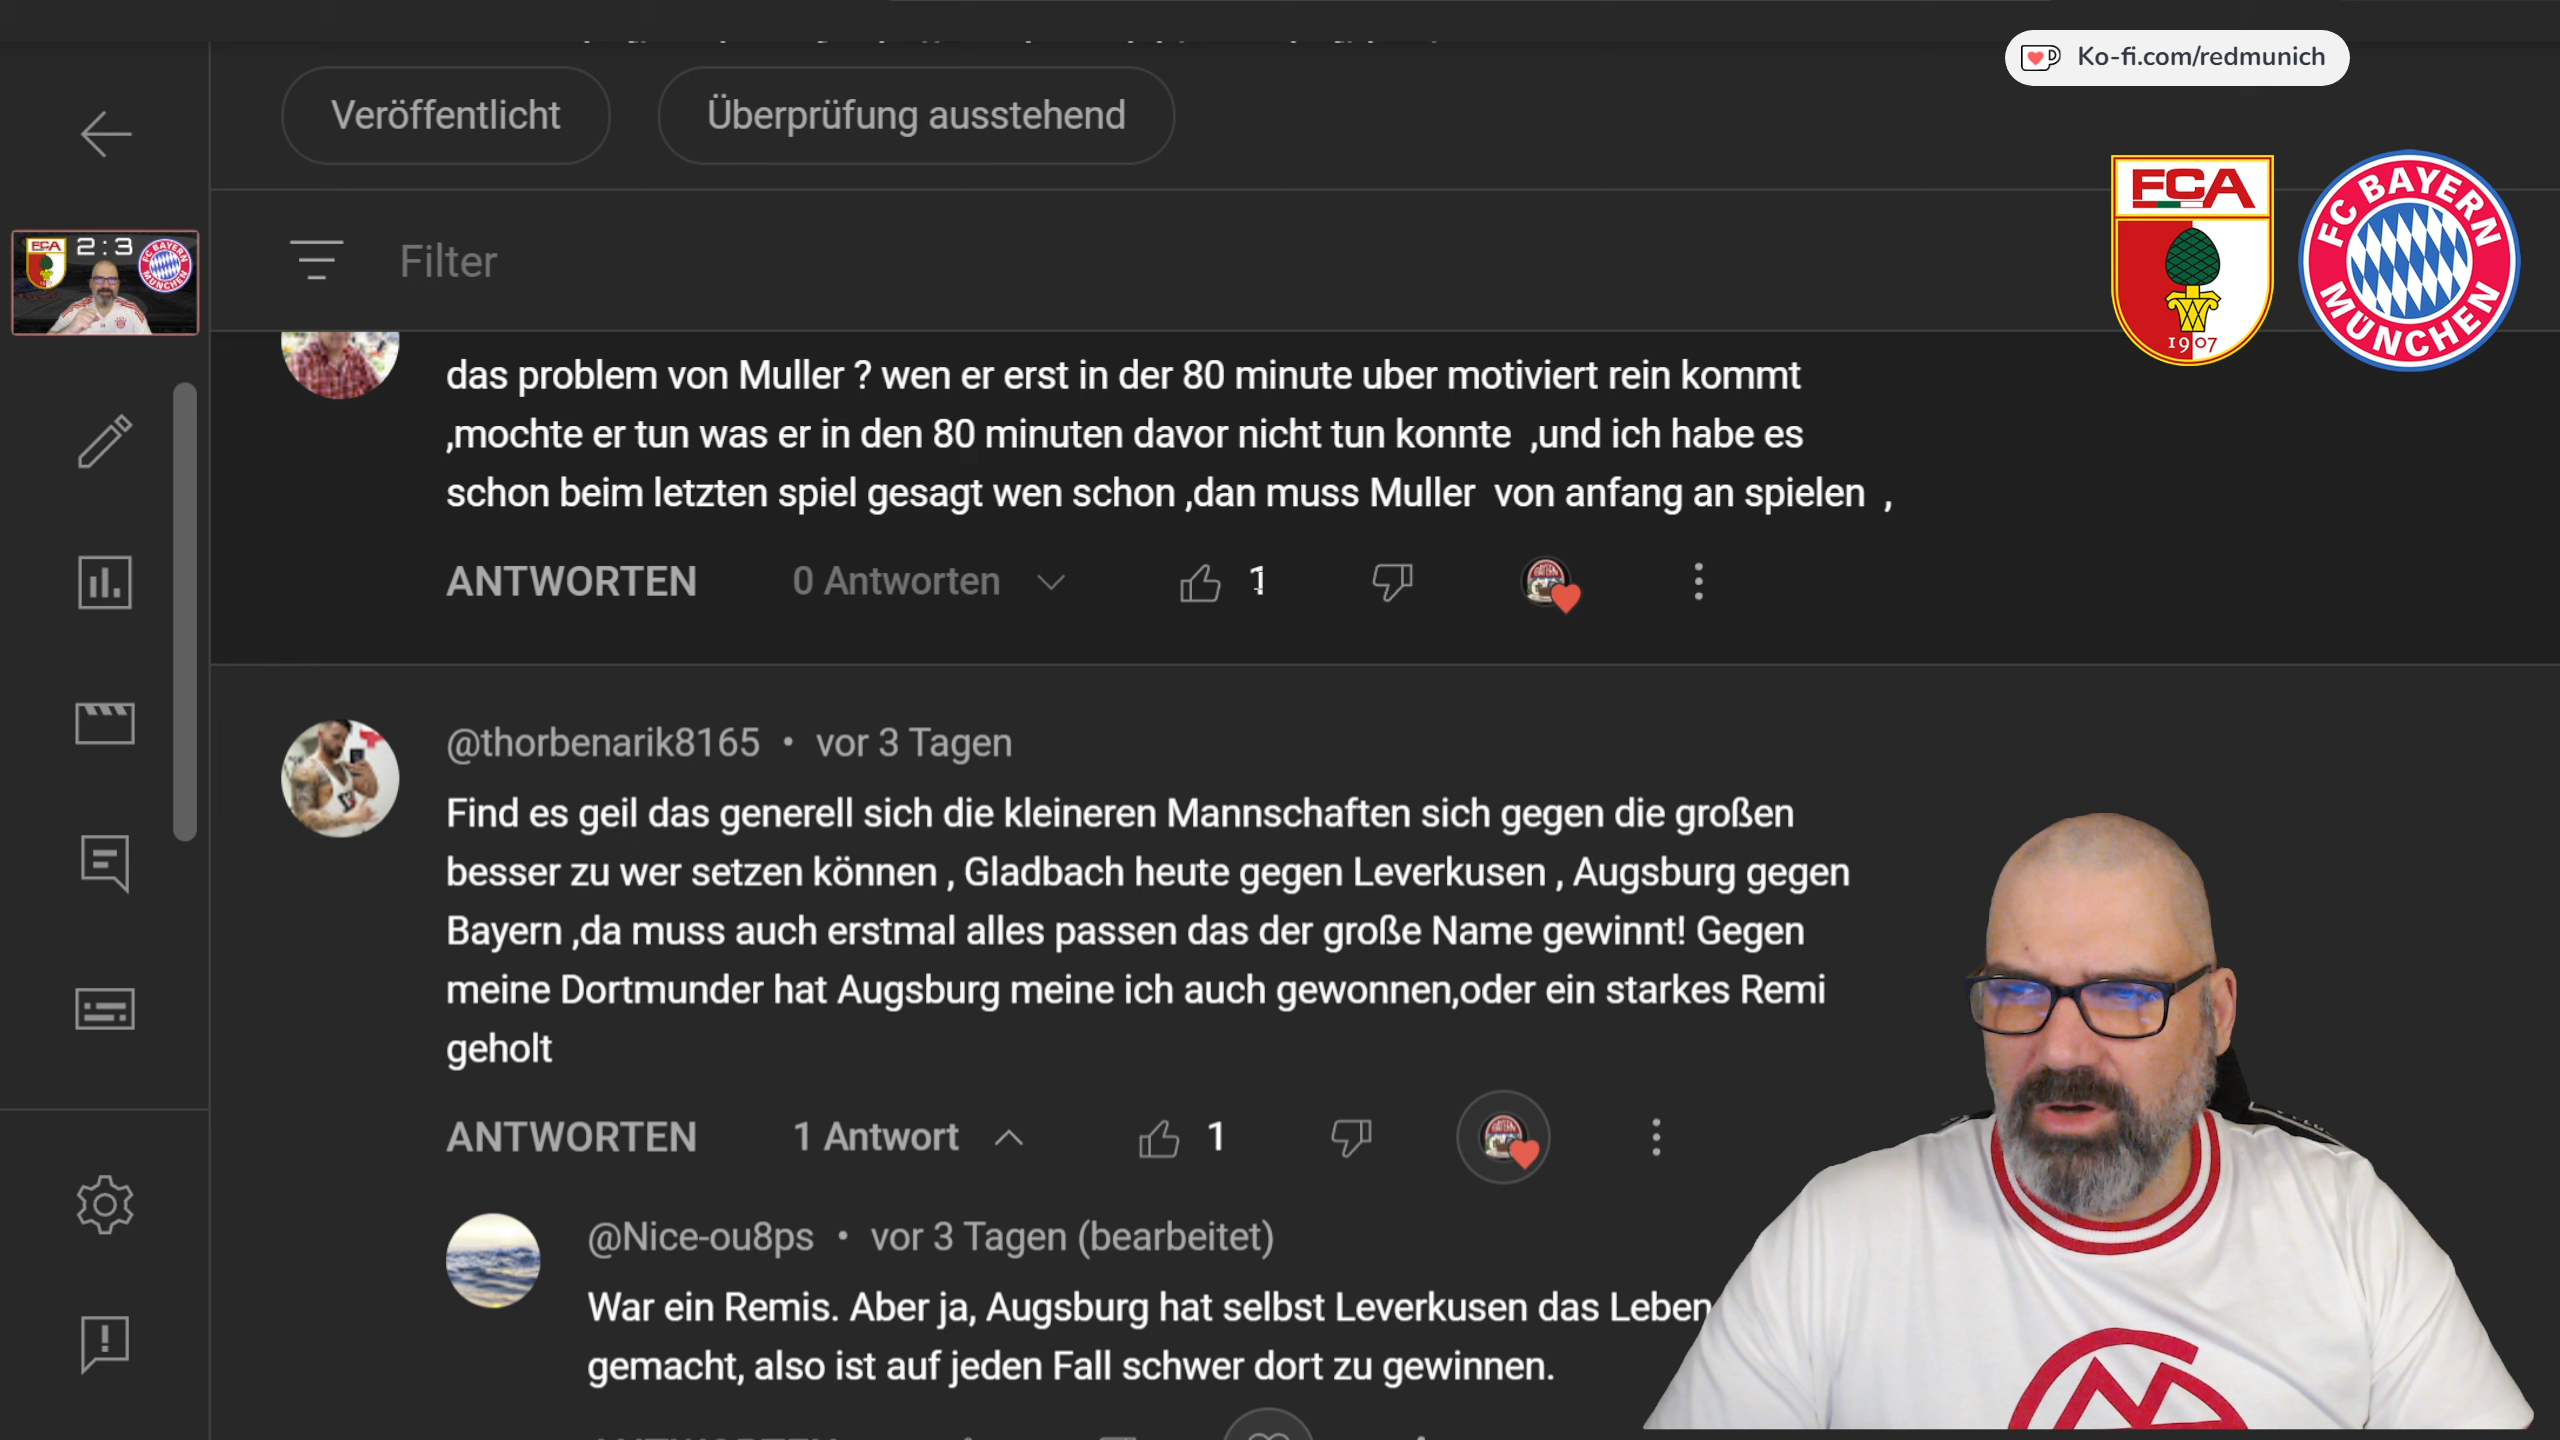 Ko-fi.com/redmunich
Veröffentlicht
Überprüfung ausstehend
FCA
1907
FC BAYERN
MÜNCHEN
FCA
2:3
FC BAYERN
MÜNCHEN
Filter
das problem von Muller ? wen er erst in der 80 minute uber motiviert rein kommt
,mochte er tun was er in den 80 minuten davor nicht tun konnte ,und ich habe es
schon beim letzten spiel gesagt wen schon ,dan muss Muller von anfang an spielen ,
ANTWORTEN
0 Antworten
1
@thorbenarik8165 • vor 3 Tagen
Find es geil das generell sich die kleineren Mannschaften sich gegen die großen
besser zu wer setzen können , Gladbach heute gegen Leverkusen , Augsburg gegen
Bayern ,da muss auch erstmal alles passen das der große Name gewinnt! Gegen
meine Dortmunder hat Augsburg meine ich auch gewonnen,oder ein starkes Remi
geholt
ANTWORTEN
1 Antwort
1
@Nice-ou8ps • vor 3 Tagen (bearbeitet)
War ein Remis. Aber ja, Augsburg hat selbst Leverkusen das Leben
gemacht, also ist auf jeden Fall schwer dort zu gewinnen.